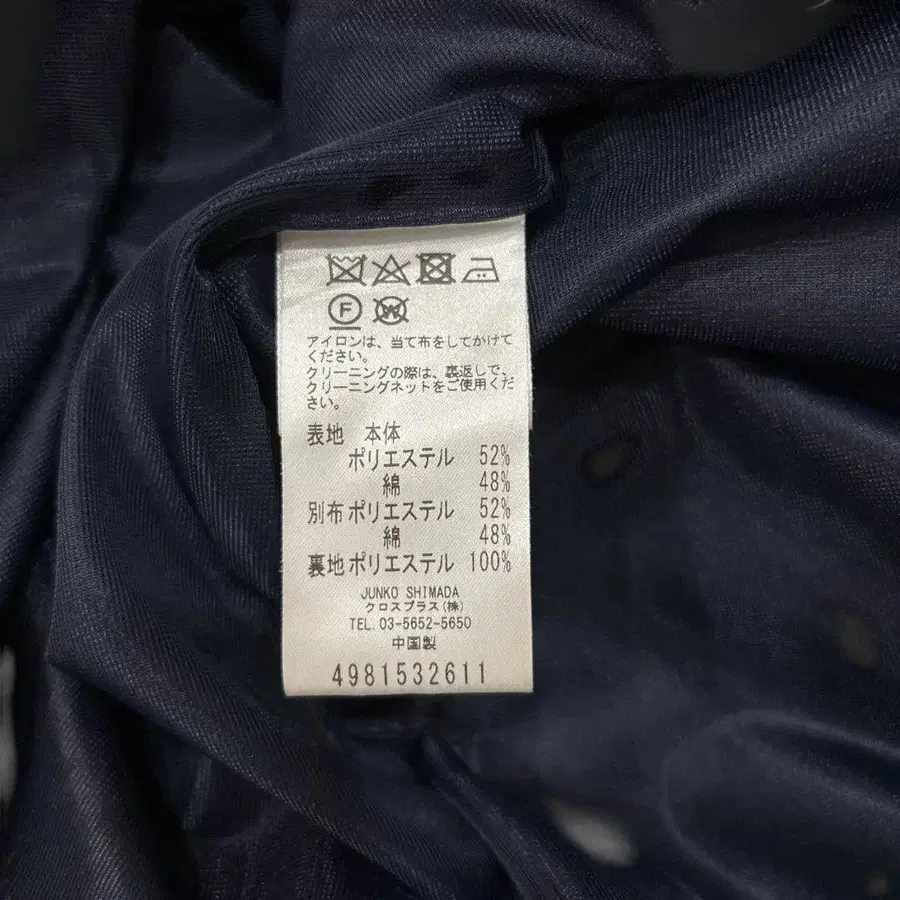 F W
アイロンは、当て布をしてかけて
ください。
クリーニングの際は、裏返しで、
クリーニングネットをご使用くだ
さい。
表地 本体
ポリエステル 52%
綿 48%
別布 ポリエステル 52%
綿 48%
裏地 ポリエステル 100%
JUNKO SHIMADA
クロスプラス(株)
TEL.03-5652-5650
中国製
4981532611